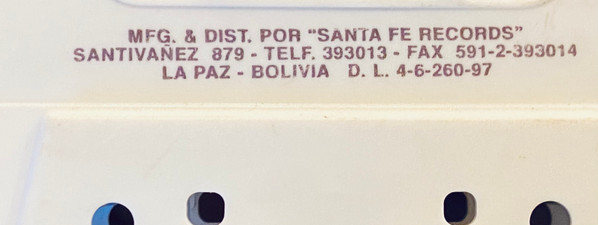 MFG. & DIST. POR "SANTA FE RECORDS"
SANTIVAÑEZ 879 - TELF. 393013 - FAX 591-2-393014
LA PAZ - BOLIVIA D. L. 4-6-260-97